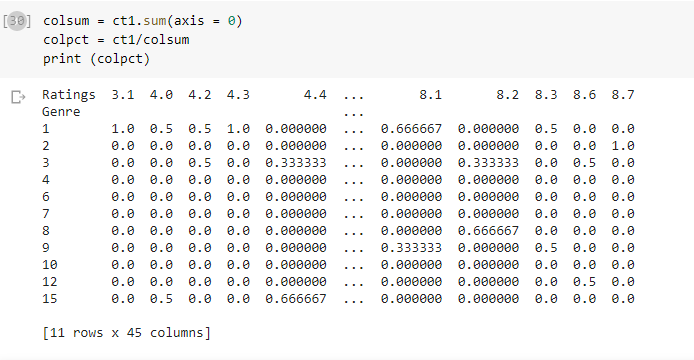 [30] colsum = ct1.sum(axis = 0)
colpct = ct1/colsum
print (colpct)
Ratings  3.1  4.0  4.2  4.3       4.4  ...       8.1       8.2  8.3  8.6  8.7
Genre                                  ...
1        1.0  0.5  0.5  1.0  0.000000  ...  0.666667  0.000000  0.5  0.0  0.0
2        0.0  0.0  0.0  0.0  0.000000  ...  0.000000  0.000000  0.0  0.0  1.0
3        0.0  0.0  0.5  0.0  0.333333  ...  0.000000  0.333333  0.0  0.5  0.0
4        0.0  0.0  0.0  0.0  0.000000  ...  0.000000  0.000000  0.0  0.0  0.0
6        0.0  0.0  0.0  0.0  0.000000  ...  0.000000  0.000000  0.0  0.0  0.0
7        0.0  0.0  0.0  0.0  0.000000  ...  0.000000  0.000000  0.0  0.0  0.0
8        0.0  0.0  0.0  0.0  0.000000  ...  0.000000  0.666667  0.0  0.0  0.0
9        0.0  0.0  0.0  0.0  0.000000  ...  0.333333  0.000000  0.5  0.0  0.0
10       0.0  0.0  0.0  0.0  0.000000  ...  0.000000  0.000000  0.0  0.0  0.0
12       0.0  0.0  0.0  0.0  0.000000  ...  0.000000  0.000000  0.0  0.5  0.0
15       0.0  0.5  0.0  0.0  0.666667  ...  0.000000  0.000000  0.0  0.0  0.0
[11 rows x 45 columns]